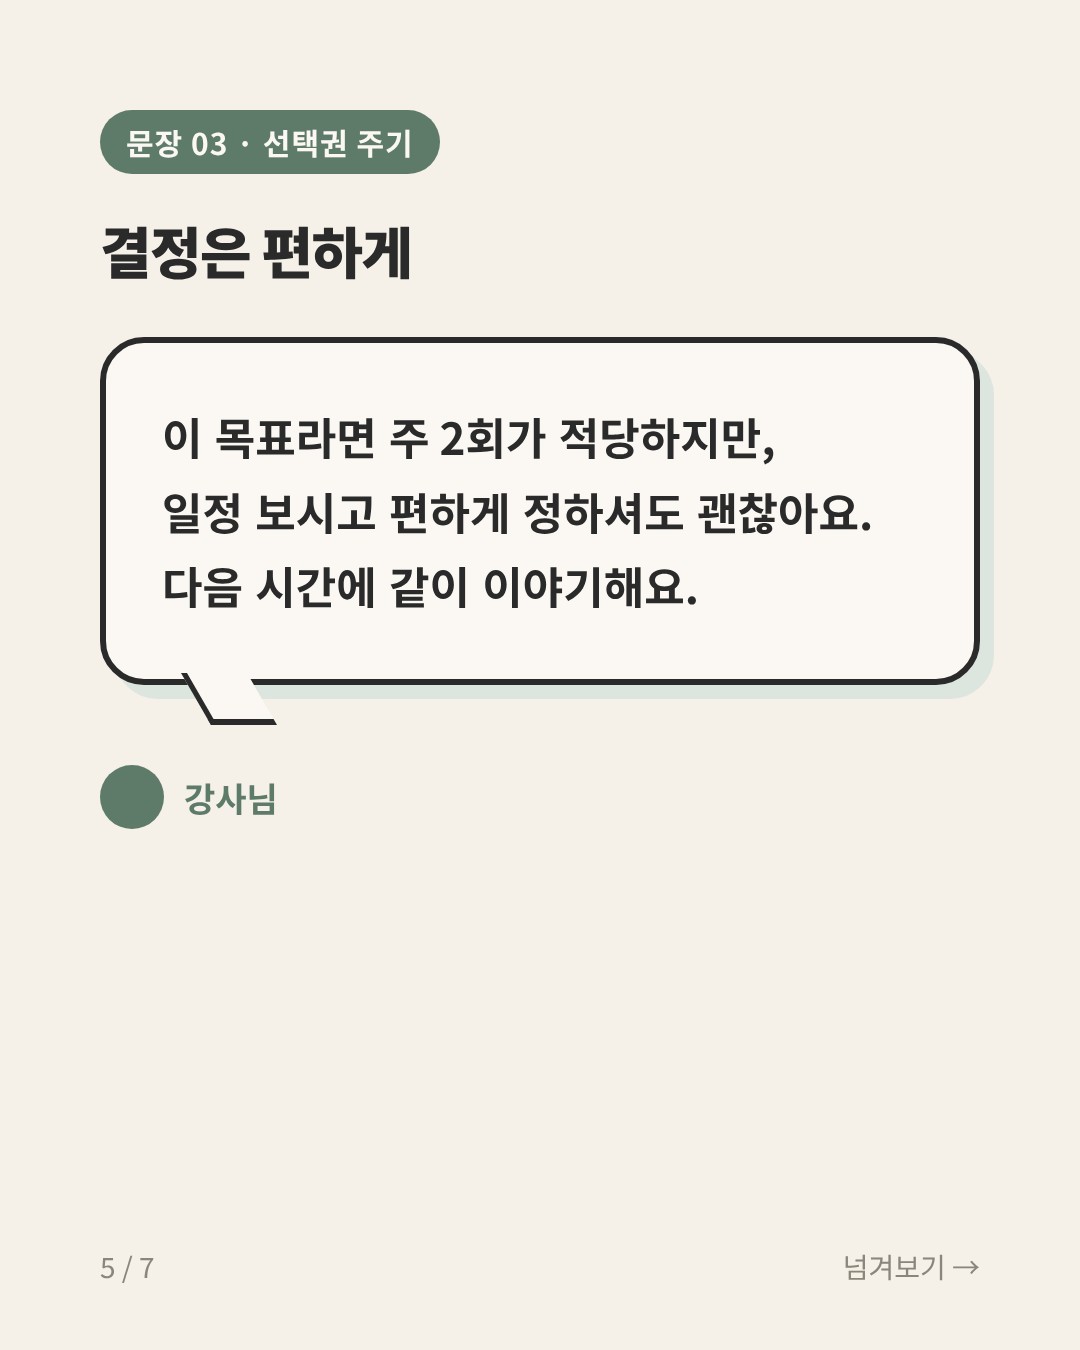 문장 03 · 선택권 주기
결정은 편하게
이 목표라면 주 2회가 적당하지만,
일정 보시고 편하게 정하셔도 괜찮아요.
다음 시간에 같이 이야기해요.
강사님
5 / 7
넘겨보기 →